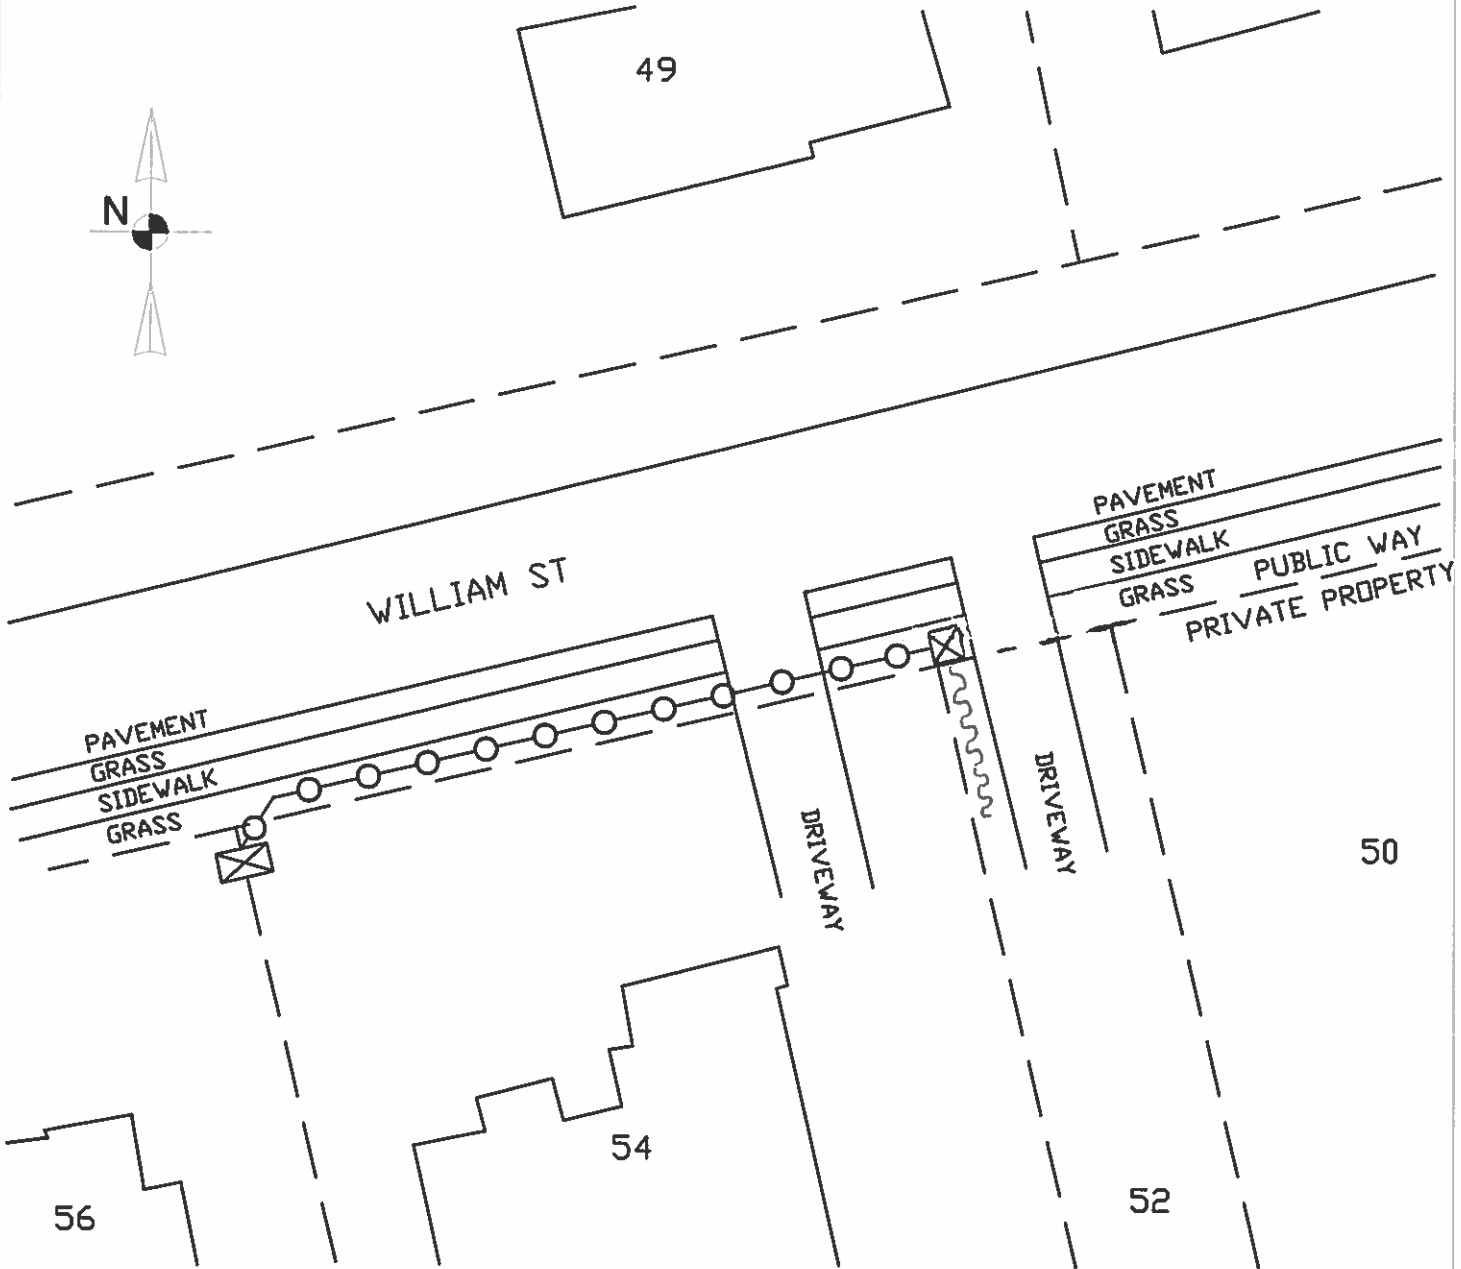 49
N
PAVEMENT
GRASS
SIDEWALK
GRASS
PUBLIC WAY
PRIVATE PROPERTY
WILLIAM ST
PAVEMENT
GRASS
SIDEWALK
GRASS
DRIVEWAY
DRIVEWAY
50
54
52
56